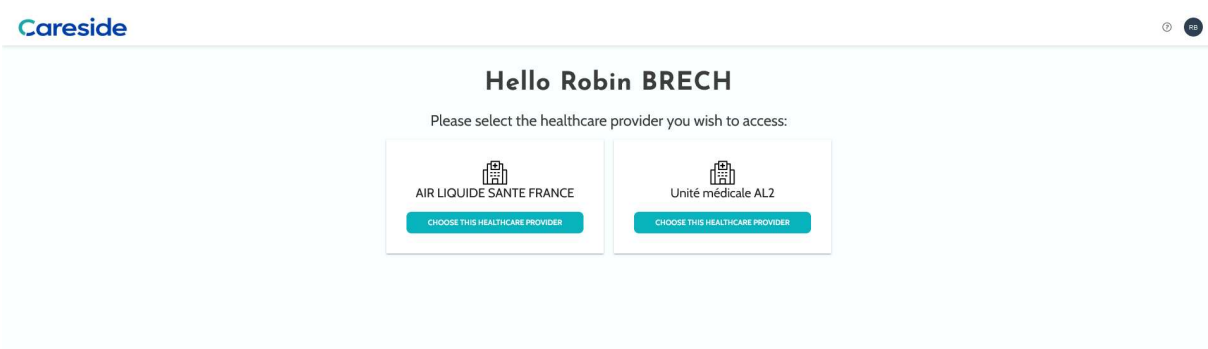 Careside
RB
Hello Robin BRECH
Please select the healthcare provider you wish to access:
AIR LIQUIDE SANTE FRANCE
CHOOSE THIS HEALTHCARE PROVIDER
Unité médicale AL2
CHOOSE THIS HEALTHCARE PROVIDER